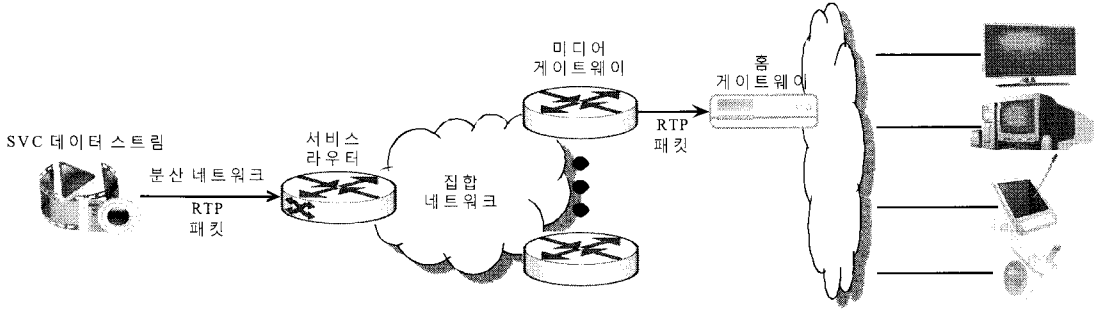 SVC 데이터 스트림
분산 네트워크
RTP
패킷
서비스
라우터
집합
네트워크
미디어
게이트웨이
RTP
패킷
홈
게이트웨이